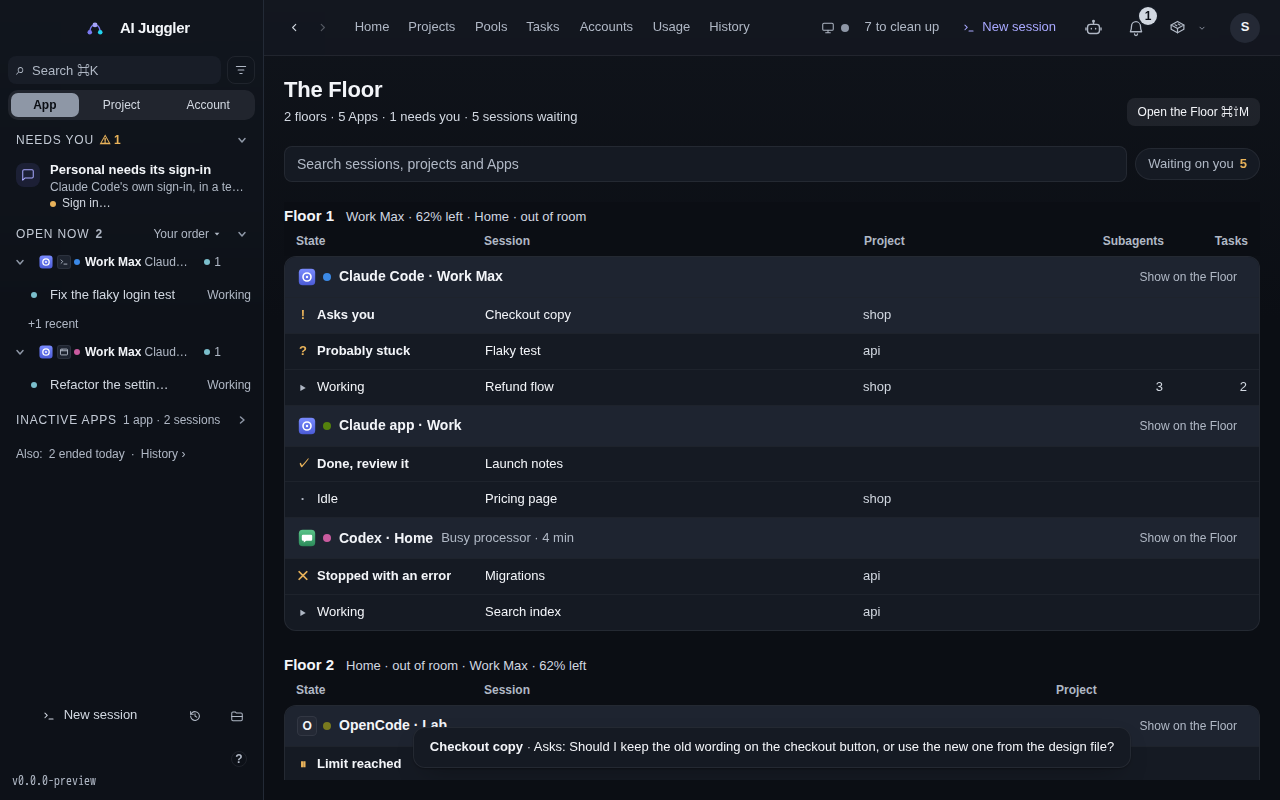 AI Juggler
Search ⌘K
App Project Account
NEEDS YOU 1
Personal needs its sign-in
Claude Code's own sign-in, in a te…
Sign in…
OPEN NOW 2 Your order
Work Max Claud… 1
Fix the flaky login test Working
+1 recent
Work Max Claud… 1
Refactor the settin… Working
INACTIVE APPS 1 app · 2 sessions
Also: 2 ended today · History ›
New session
?
v0.0.0-preview
Home Projects Pools Tasks Accounts Usage History
7 to clean up
New session
1
S
The Floor
2 floors · 5 Apps · 1 needs you · 5 sessions waiting
Open the Floor ⌘⇧M
Search sessions, projects and Apps
Waiting on you 5
Floor 1 Work Max · 62% left · Home · out of room
State Session Project Subagents Tasks
Claude Code · Work Max Show on the Floor
! Asks you Checkout copy shop
? Probably stuck Flaky test api
Working Refund flow shop 3 2
Claude app · Work Show on the Floor
✓ Done, review it Launch notes
· Idle Pricing page shop
Codex · Home Busy processor · 4 min Show on the Floor
✕ Stopped with an error Migrations api
Working Search index api
Floor 2 Home · out of room · Work Max · 62% left
State Session Project
O OpenCode · Lab Show on the Floor
Limit reached
Checkout copy · Asks: Should I keep the old wording on the checkout button, or use the new one from the design file?